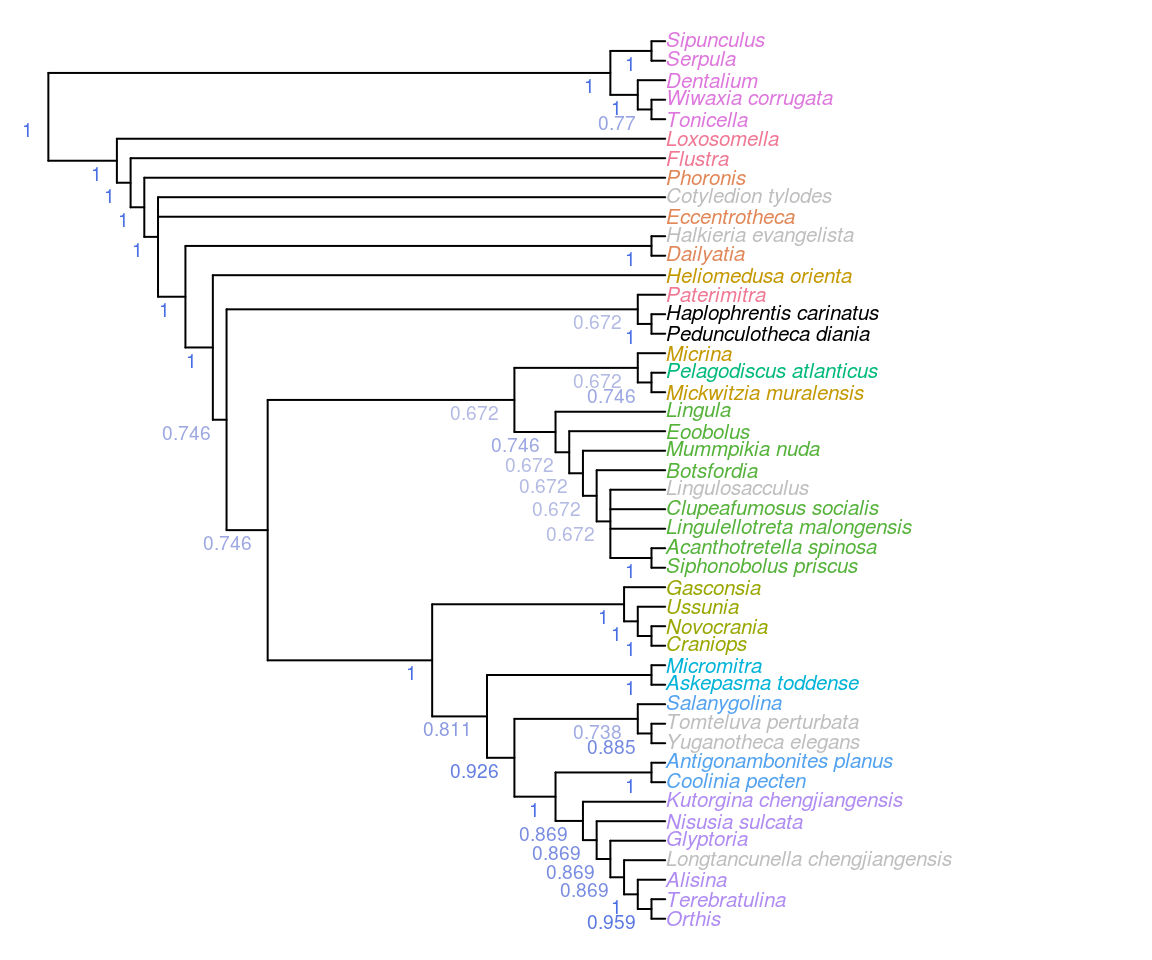 Sipunculus
Serpula
1
Dentalium
1
Wiwaxia corrugata
1
Tonicella
0.77
1
Loxosomella
Flustra
1
Phoronis
1
Cotyledion tylodes
Eccentrotheca
1
Halkieria evangelista
1
Dailyatia
1
Heliomedusa orienta
Paterimitra
1
Haplophrentis carinatus
0.672
Pedunculotheca diania
1
Micrina
1
Pelagodiscus atlanticus
0.672
Mickwitzia muralensis
0.746
Lingula
0.672
Eoobolus
0.746
0.746
Mummpikia nuda
0.672
Botsfordia
0.672
Lingulosacculus
Clupeafumosus socialis
0.672
Lingulellotreta malongensis
0.672
0.746
Acanthotretella spinosa
Siphonobolus priscus
1
Gasconsia
Ussunia
1
Novocrania
1
Craniops
1
Micromitra
1
Askepasma toddense
1
Salanygolina
Tomteluva perturbata
0.811
0.738
Yuganotheca elegans
0.885
Antigonambonites planus
0.926
Coolinia pecten
1
Kutorgina chengjiangensis
1
Nisusia sulcata
0.869
Glyptoria
0.869
Longtancunella chengjiangensis
0.869
Alisina
0.869
Terebratulina
1
Orthis
0.959